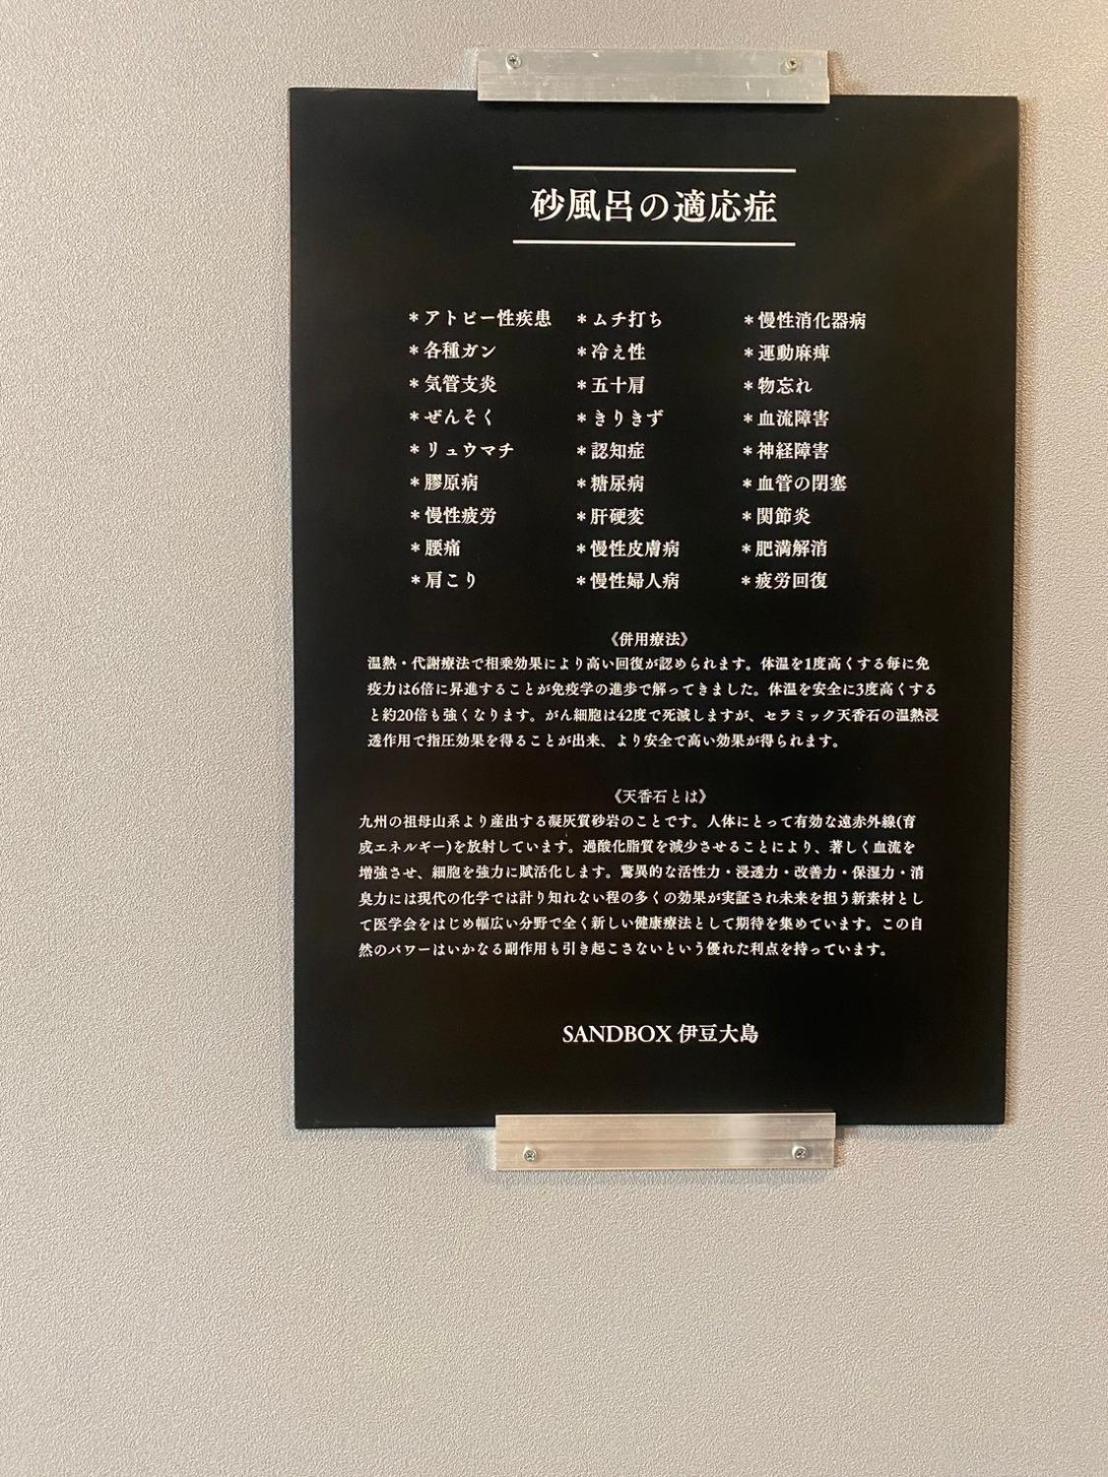 砂風呂の適応症
*アトピー性疾患 *ムチ打ち *慢性消化器病
*各種ガン *冷え性 *運動麻痺
*気管支炎 *五十肩 *物忘れ
*ぜんそく *きりきず *血流障害
*リュウマチ *認知症 *神経障害
*膠原病 *糖尿病 *血管の閉塞
*慢性疲労 *肝硬変 *関節炎
*腰痛 *慢性皮膚病 *肥満解消
*肩こり *慢性婦人病 *疲労回復
《併用療法》
温熱・代謝療法で相乗効果により高い回復が認められます。体温を1度高くする毎に免
疫力は6倍に昇進することが免疫学の進歩で解ってきました。体温を安全に3度高くする
と約20倍も強くなります。がん細胞は42度で死滅しますが、セラミック天香石の温熱浸
透作用で指圧効果を得ることが出来、より安全で高い効果が得られます。
《天香石とは》
九州の祖母山系より産出する凝灰質砂岩のことです。人体にとって有効な遠赤外線(育
成エネルギー)を放射しています。過酸化脂質を減少させることにより、著しく血流を
増強させ、細胞を強力に賦活化します。驚異的な活性力・浸透力・改善力・保湿力・消
臭力には現代の化学では計り知れない程の多くの効果が実証され未来を担う新素材とし
て医学会をはじめ幅広い分野で全く新しい健康療法として期待を集めています。この自
然のパワーはいかなる副作用も引き起こさないという優れた利点を持っています。
SANDBOX 伊豆大島